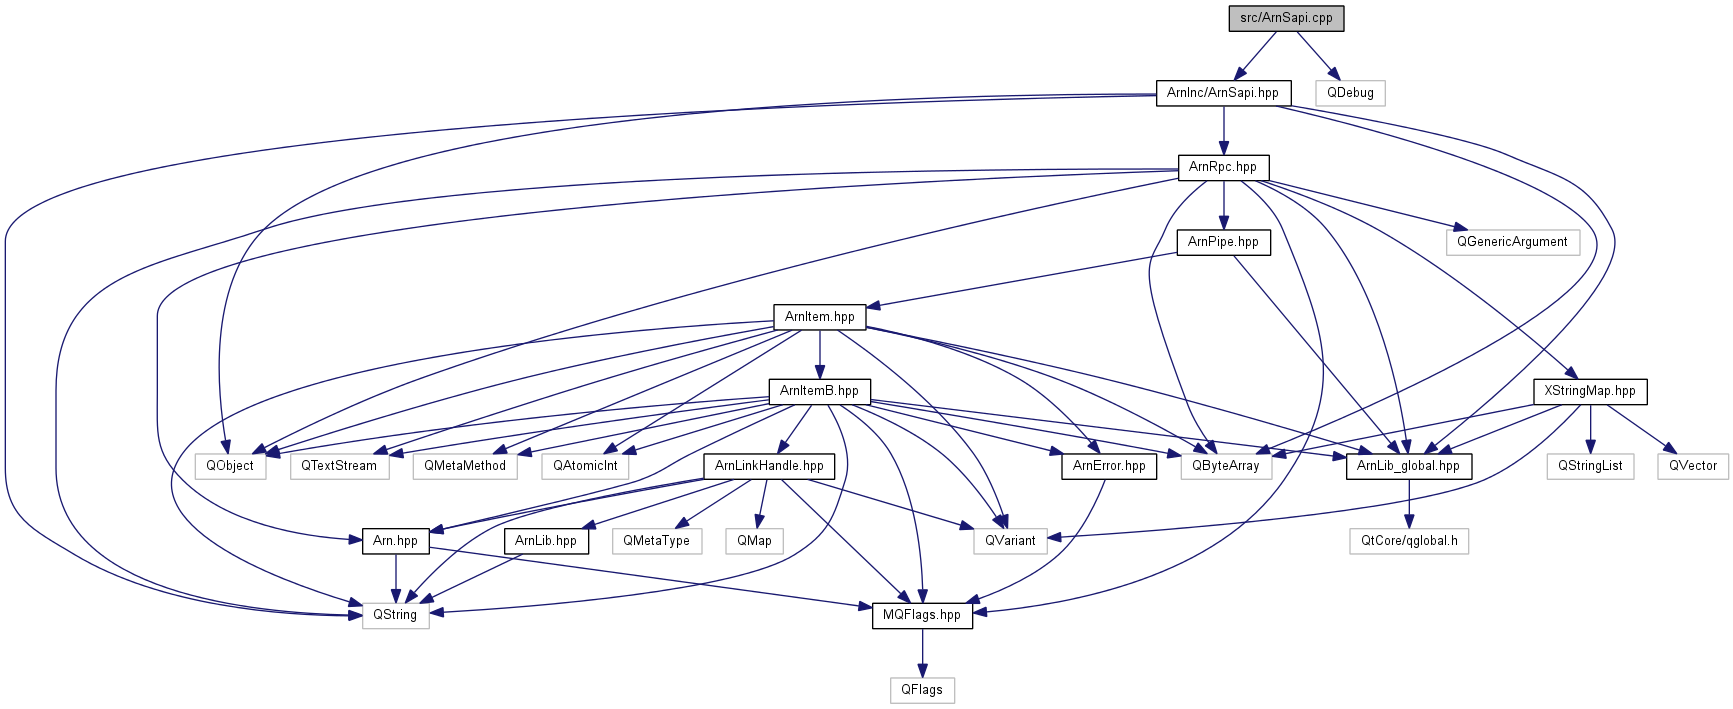 src/ArnSapi.cpp
ArnInc/ArnSapi.hpp
QDebug
ArnRpc.hpp
ArnPipe.hpp
QGenericArgument
ArnItem.hpp
ArnItemB.hpp
XStringMap.hpp
QObject
QTextStream
QMetaMethod
QAtomicInt
ArnLinkHandle.hpp
ArnError.hpp
QByteArray
ArnLib_global.hpp
QStringList
QVector
Arn.hpp
ArnLib.hpp
QMetaType
QMap
QVariant
QtCore/qglobal.h
QString
MQFlags.hpp
QFlags